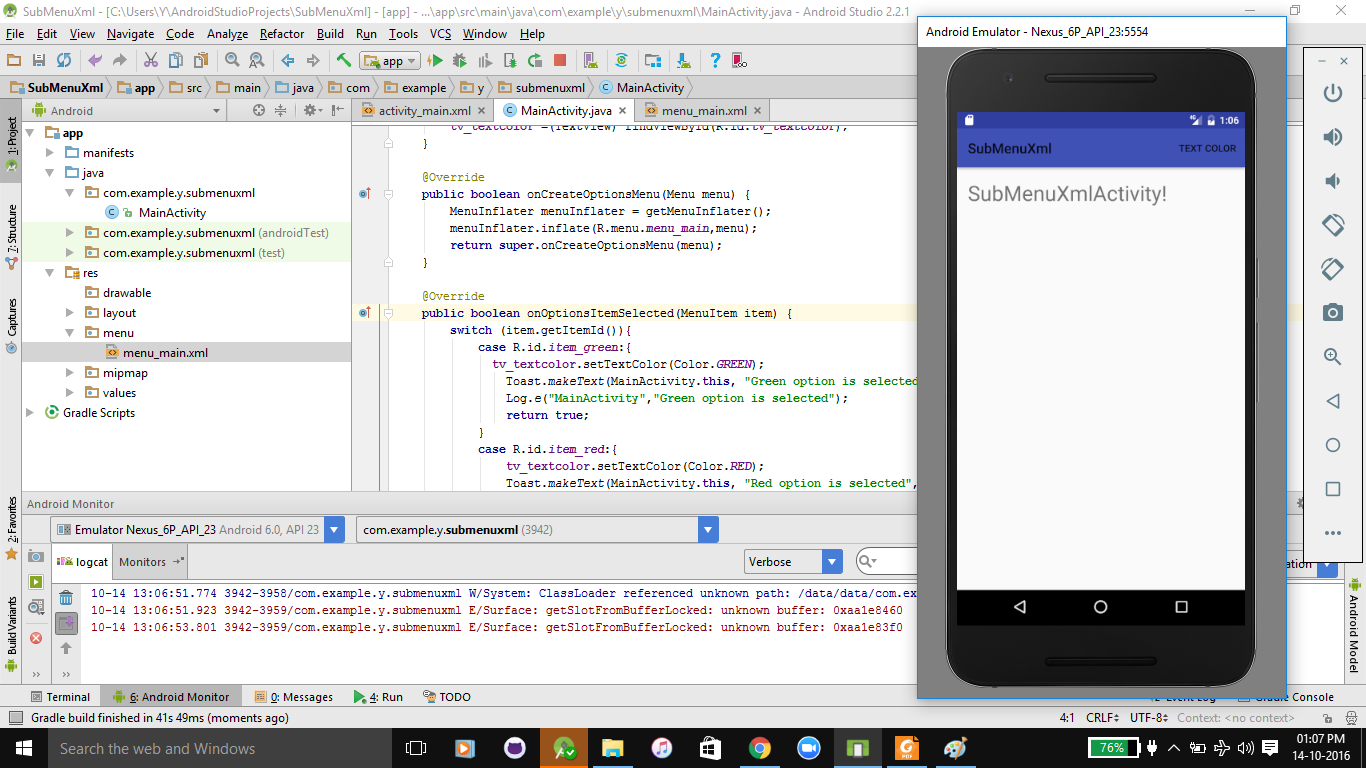 SubMenuXml - [C:\Users\Y\AndroidStudioProjects\SubMenuXml] - [app] - ...\app\src\main\java\com\example\y\submenuxml\MainActivity.java - Android Studio 2.2.1
File Edit View Navigate Code Analyze Refactor Build Run Tools VCS Window Help
app
SubMenuXml app src main java com example y submenuxml MainActivity
Android
activity_main.xml MainActivity.java menu_main.xml
1: Project
7: Structure
Captures
2: Favorites
Build Variants
app
manifests
java
com.example.y.submenuxml
MainActivity
com.example.y.submenuxml (androidTest)
com.example.y.submenuxml (test)
res
drawable
layout
menu
menu_main.xml
mipmap
values
Gradle Scripts
tv_textcolor =(TextView) findViewById(R.id.tv_textcolor);
}
@Override
public boolean onCreateOptionsMenu(Menu menu) {
MenuInflater menuInflater = getMenuInflater();
menuInflater.inflate(R.menu.menu_main,menu);
return super.onCreateOptionsMenu(menu);
}
@Override
public boolean onOptionsItemSelected(MenuItem item) {
switch (item.getItemId()){
case R.id.item_green:{
tv_textcolor.setTextColor(Color.GREEN);
Toast.makeText(MainActivity.this, "Green option is selected
Log.e("MainActivity","Green option is selected");
return true;
}
case R.id.item_red:{
tv_textcolor.setTextColor(Color.RED);
Toast.makeText(MainActivity.this, "Red option is selected",
Android Emulator - Nexus_6P_API_23:5554
1:06
SubMenuXml TEXT COLOR
SubMenuXmlActivity!
Android Monitor
Emulator Nexus_6P_API_23 Android 6.0, API 23 com.example.y.submenuxml (3942)
logcat Monitors Verbose
10-14 13:06:51.774 3942-3958/com.example.y.submenuxml W/System: ClassLoader referenced unknown path: /data/data/com.ex
10-14 13:06:51.923 3942-3959/com.example.y.submenuxml E/Surface: getSlotFromBufferLocked: unknown buffer: 0xaa1e8460
10-14 13:06:53.801 3942-3959/com.example.y.submenuxml E/Surface: getSlotFromBufferLocked: unknown buffer: 0xaa1e83f0
Android Model
Terminal 6: Android Monitor 0: Messages 4: Run TODO Event Log Gradle Console
Gradle build finished in 41s 49ms (moments ago) 4:1 CRLF UTF-8 Context: <no context>
Search the web and Windows 76% 01:07 PM
14-10-2016